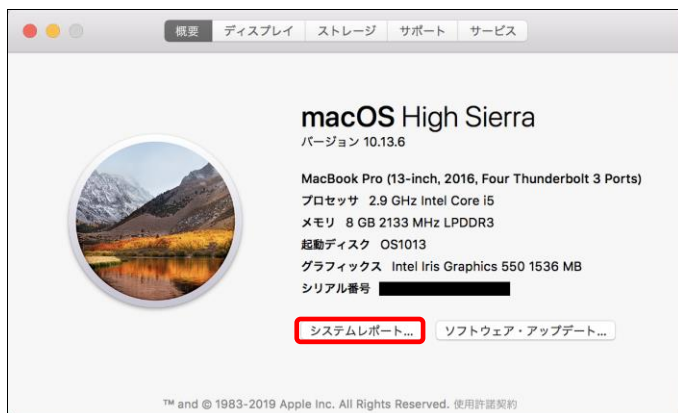 概要 ディスプレイ ストレージ サポート サービス
macOS High Sierra
バージョン 10.13.6
MacBook Pro (13-inch, 2016, Four Thunderbolt 3 Ports)
プロセッサ 2.9 GHz Intel Core i5
メモリ 8 GB 2133 MHz LPDDR3
起動ディスク OS1013
グラフィックス Intel Iris Graphics 550 1536 MB
シリアル番号
システムレポート... ソフトウェア・アップデート...
™ and © 1983-2019 Apple Inc. All Rights Reserved. 使用許諾契約